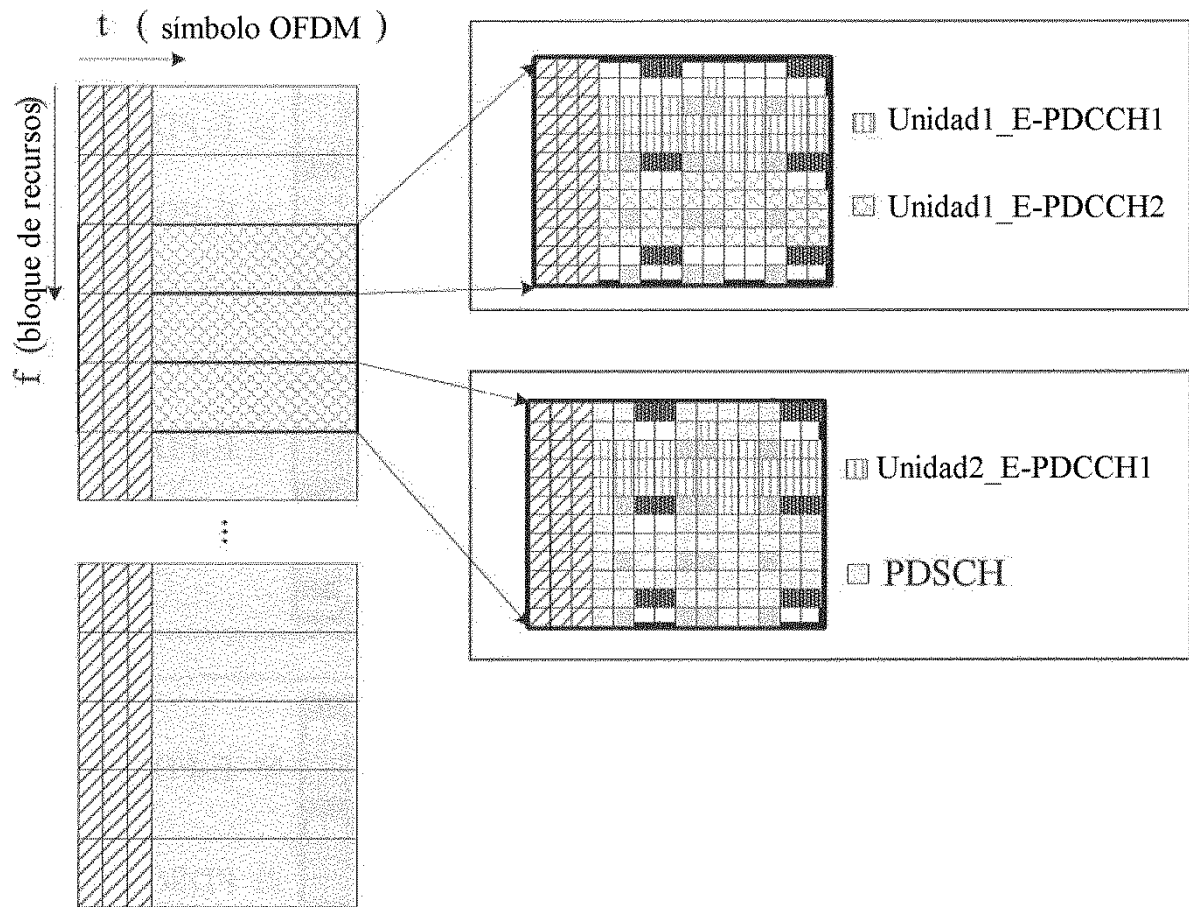 t ( símbolo OFDM )
f (bloque de recursos)
Unidad1_E-PDCCH1
Unidad1_E-PDCCH2
...
Unidad2_E-PDCCH1
PDSCH